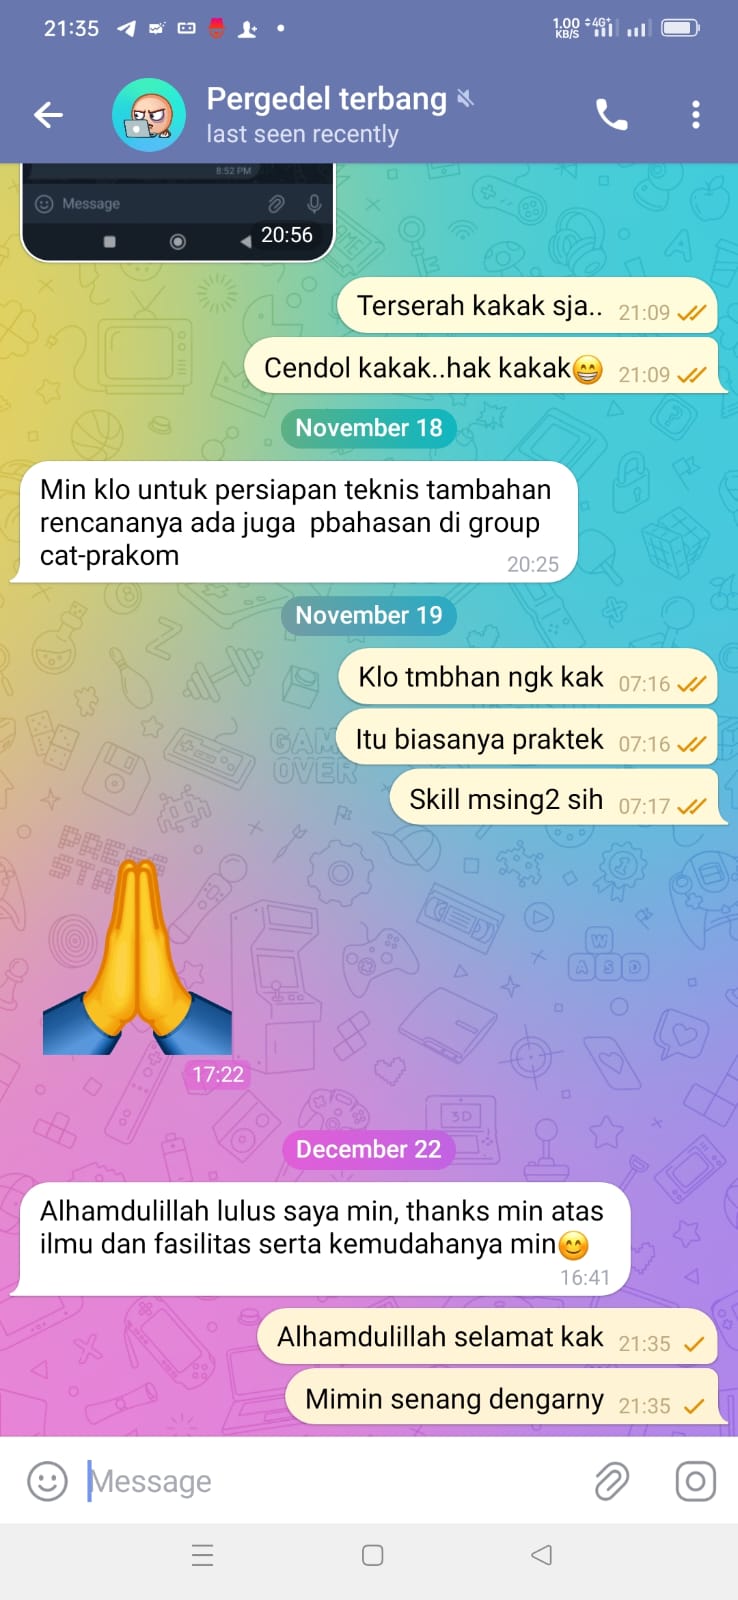 21:35
1.00 KB/S 4G+
Pergedel terbang
last seen recently
8:52 PM
Message
20:56
Terserah kakak sja.. 21:09
Cendol kakak..hak kakak😁 21:09
November 18
Min klo untuk persiapan teknis tambahan
rencananya ada juga  pbahasan di group
cat-prakom
20:25
November 19
Klo tmbhan ngk kak 07:16
Itu biasanya praktek 07:16
GAME
OVER
Skill msing2 sih 07:17
PRESS
START
W
A S D
17:22
3D
December 22
Alhamdulillah lulus saya min, thanks min atas
ilmu dan fasilitas serta kemudahanya min😊
16:41
Alhamdulillah selamat kak 21:35
Mimin senang dengarny 21:35
Message